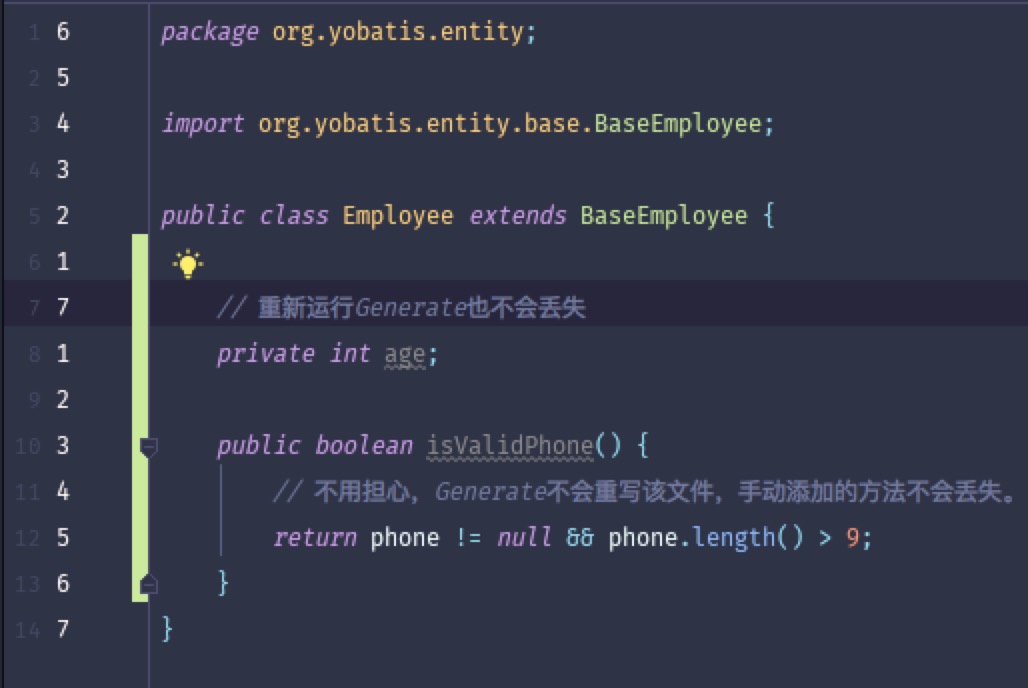 1 6 package org.yobatis.entity;
2 5
3 4 import org.yobatis.entity.base.BaseEmployee;
4 3
5 2 public class Employee extends BaseEmployee {
6 1
7 7 // 重新运行Generate也不会丢失
8 1 private int age;
9 2
10 3 public boolean isValidPhone() {
11 4 // 不用担心，Generate不会重写该文件，手动添加的方法不会丢失。
12 5 return phone != null && phone.length() > 9;
13 6 }
14 7 }